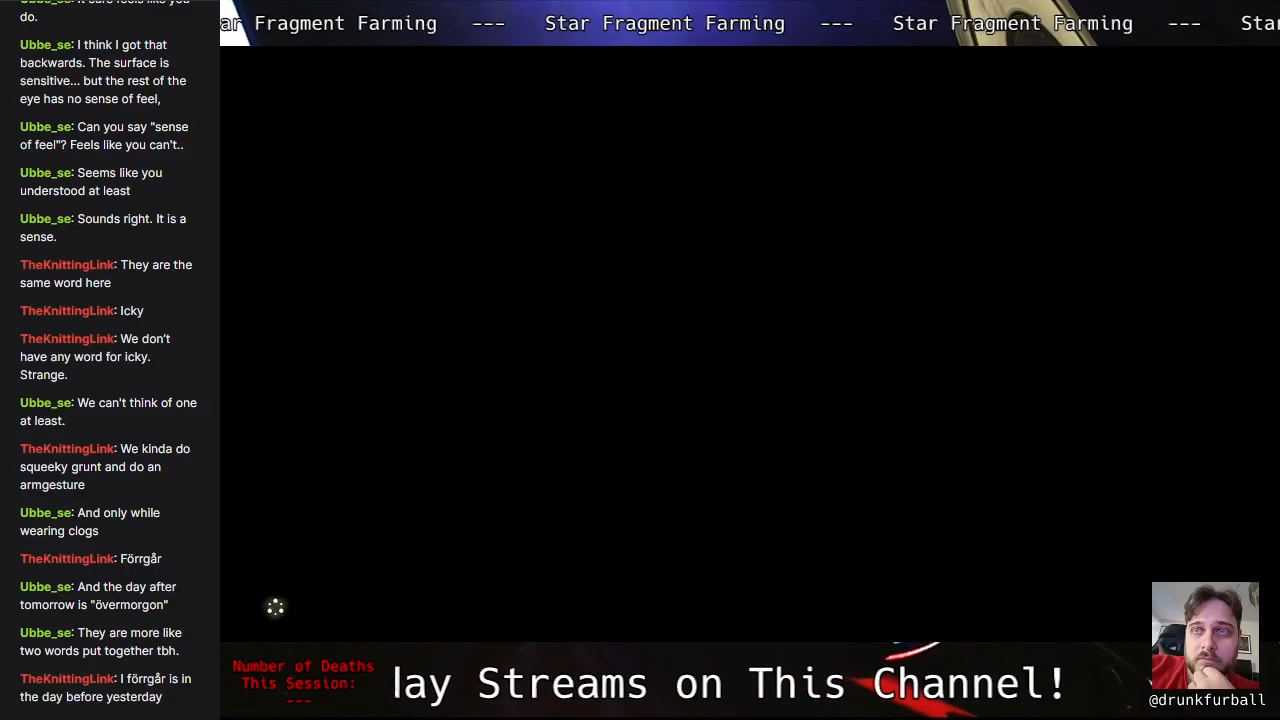 do.
Ubbe_se: I think I got that
backwards. The surface is
sensitive... but the rest of the
eye has no sense of feel,
Ubbe_se: Can you say "sense
of feel"? Feels like you can't..
Ubbe_se: Seems like you
understood at least
Ubbe_se: Sounds right. It is a
sense.
TheKnittingLink: They are the
same word here
TheKnittingLink: Icky
TheKnittingLink: We don't
have any word for icky.
Strange.
Ubbe_se: We can't think of one
at least.
TheKnittingLink: We kinda do
squeeky grunt and do an
armgesture
Ubbe_se: And only while
wearing clogs
TheKnittingLink: Förrgår
Ubbe_se: And the day after
tomorrow is "övermorgon"
Ubbe_se: They are more like
two words put together tbh.
TheKnittingLink: I förrgår is in
the day before yesterday
ar Fragment Farming --- Star Fragment Farming --- Star Fragment Farming --- Star
Number of Deaths
This Session:
---
lay Streams on This Channel!
@drunkfurball